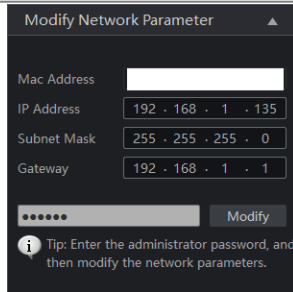 Modify Network Parameter ▲
Mac Address
IP Address 192 . 168 . 1 . 135
Subnet Mask 255 . 255 . 255 . 0
Gateway 192 . 168 . 1 . 1
•••••• Modify
Tip: Enter the administrator password, and
then modify the network parameters.